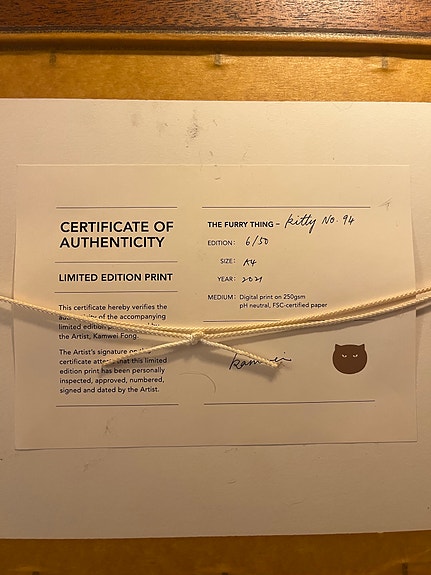 CERTIFICATE OF
AUTHENTICITY
LIMITED EDITION PRINT
This certificate hereby verifies the
of the accompanying
limited edition by
the Artist, Kamwei Fong.
The Artist's signature on
certificate that this limited
edition print has been personally
inspected, approved, numbered,
signed and dated by the Artist.
THE FURRY THING – kitty No. 94
EDITION: 6/50
SIZE: A4
YEAR: 2021
MEDIUM: Digital print on 250gsm
pH neutral, FSC-certified paper